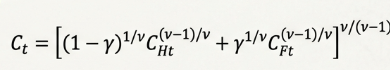 C_t = [(1 − γ)^{1/ν} C_{Ht}^{(ν−1)/ν} + γ^{1/ν} C_{Ft}^{(ν−1)/ν}]^{ν/(ν−1)}